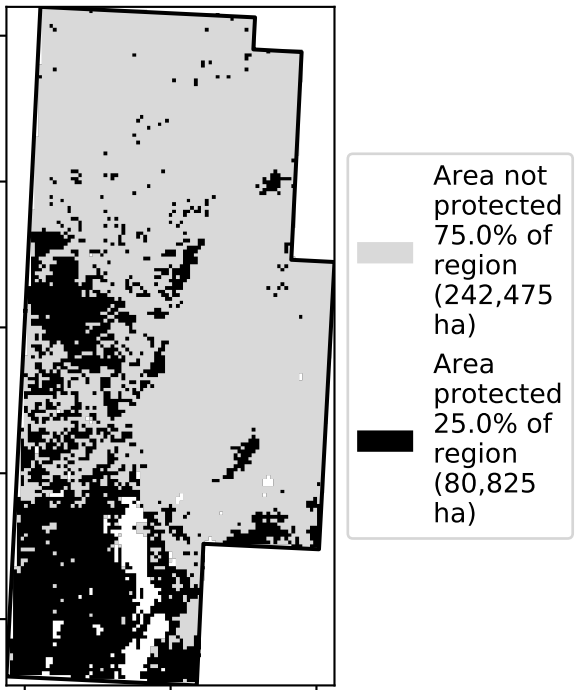 Area not
protected
75.0% of
region
(242,475
ha)
Area
protected
25.0% of
region
(80,825
ha)